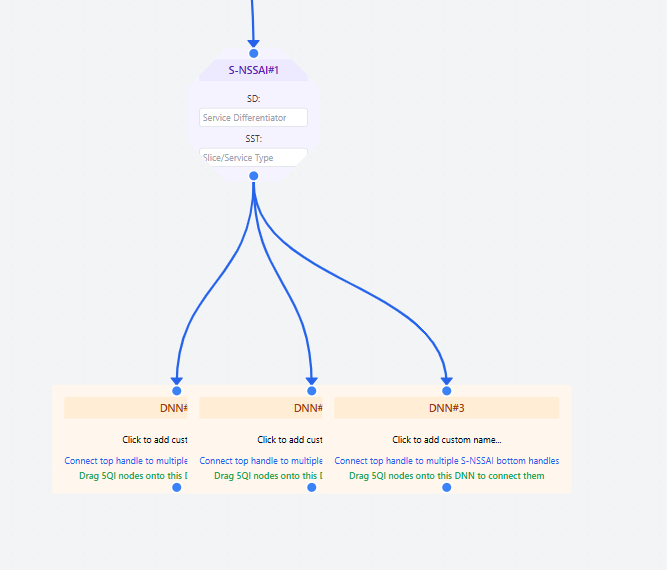 S-NSSAI#1
SD:
Service Differentiator
SST:
Slice/Service Type
DNN# DNN# DNN#3
Click to add cust Click to add cust Click to add custom name...
Connect top handle to multiple Connect top handle to multiple Connect top handle to multiple S-NSSAI bottom handles
Drag 5QI nodes onto this D Drag 5QI nodes onto this D Drag 5QI nodes onto this DNN to connect them